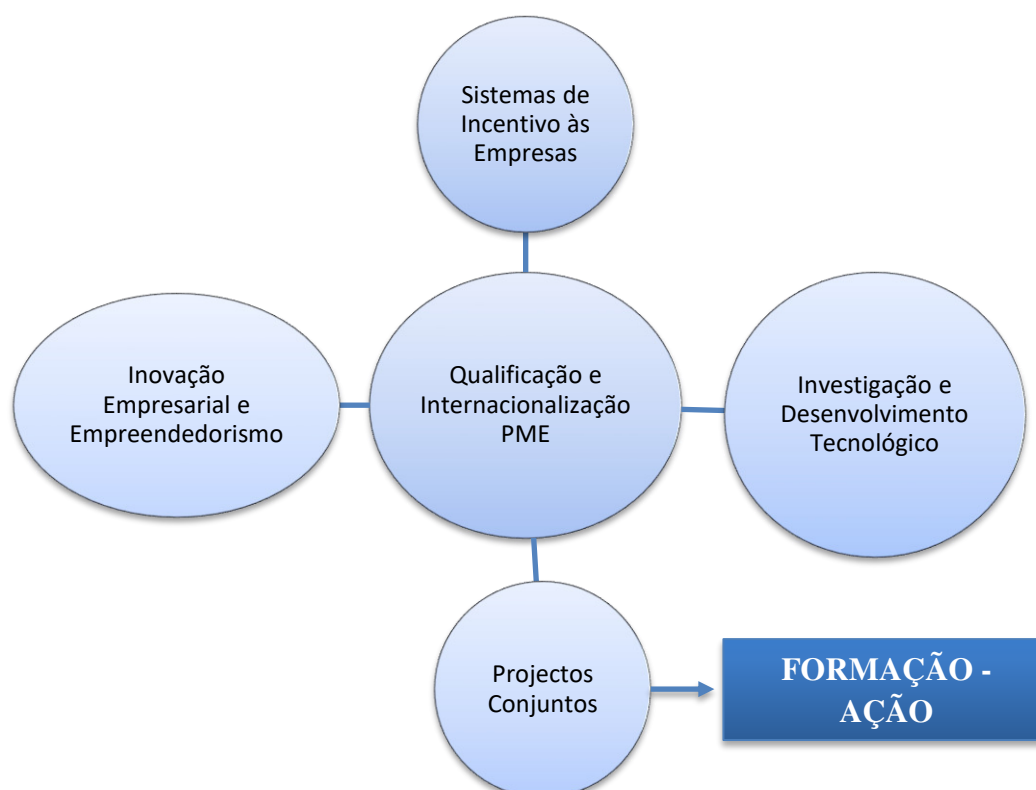 Sistemas de
Incentivo às
Empresas
Inovação
Empresarial e
Empreendedorismo
Qualificação e
Internacionalização
PME
Investigação e
Desenvolvimento
Tecnológico
Projectos
Conjuntos
FORMAÇÃO -
AÇÃO